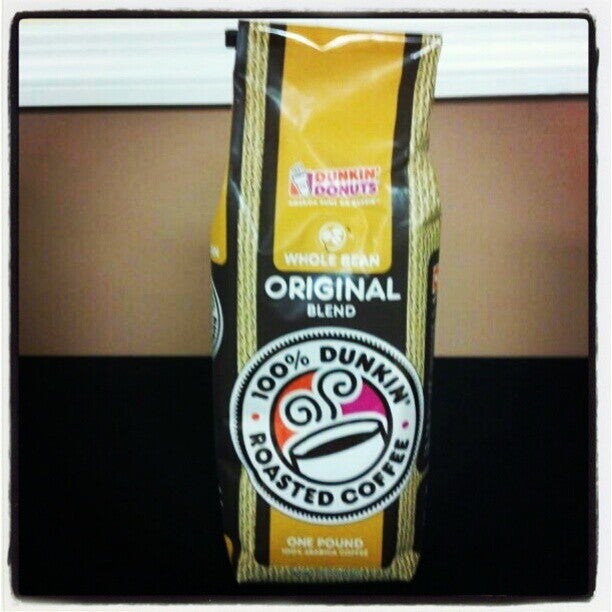 DUNKIN'
DONUTS
WHOLE BEAN
ORIGINAL
BLEND
100% DUNKIN'
ROASTED COFFEE
ONE POUND
100% ARABICA COFFEE